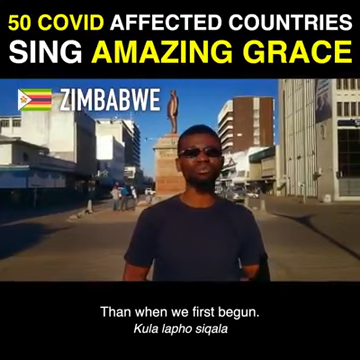 50 COVID AFFECTED COUNTRIES
SING AMAZING GRACE
ZIMBABWE
Than when we first begun.
Kula lapho siqala